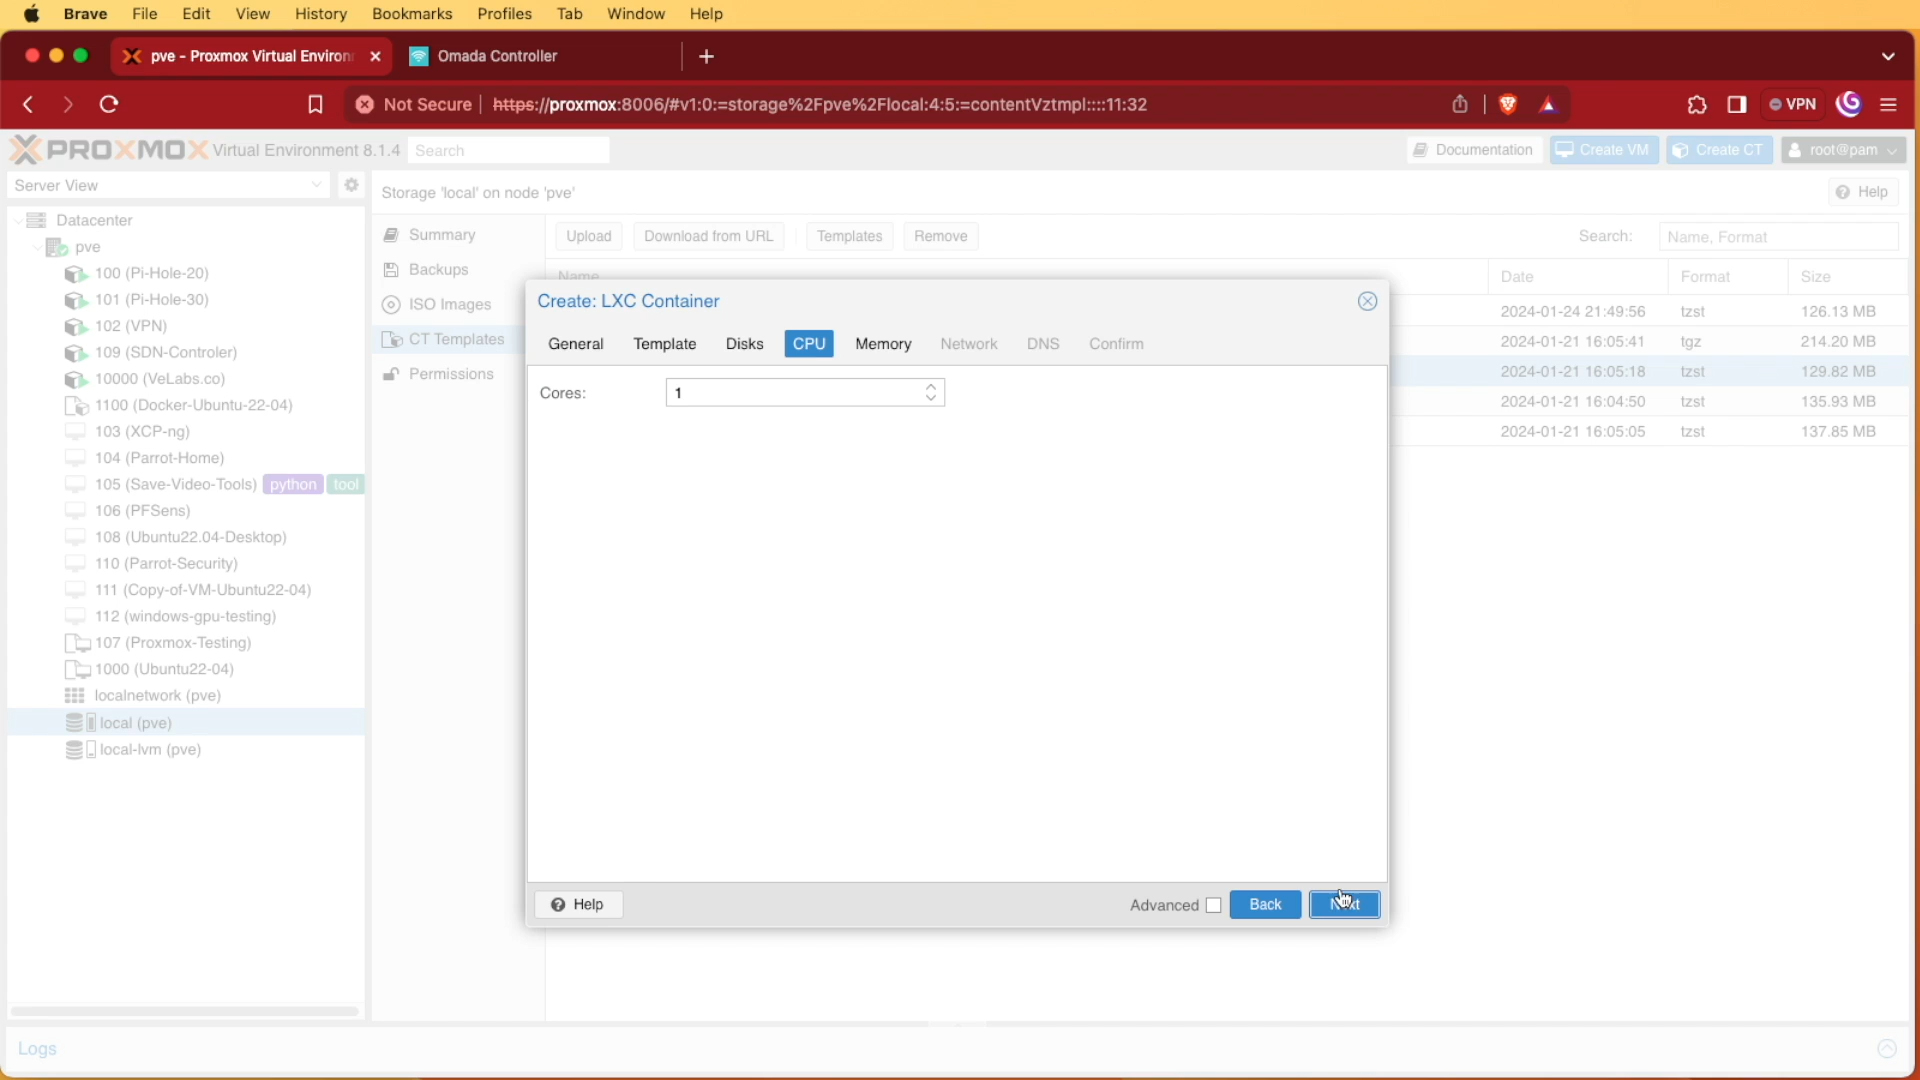 Brave File Edit View History Bookmarks Profiles Tab Window Help
pve - Proxmox Virtual Environ
Omada Controller
Not Secure https://proxmox:8006/#v1:0:=storage%2Fpve%2Flocal:4:5:=contentVztmpl::::11:32
VPN
PROXMOX Virtual Environment 8.1.4 Search Documentation Create VM Create CT root@pam
Server View
Storage 'local' on node 'pve'
Help
Datacenter
pve
100 (Pi-Hole-20)
101 (Pi-Hole-30)
102 (VPN)
109 (SDN-Controler)
10000 (VeLabs.co)
1100 (Docker-Ubuntu-22-04)
103 (XCP-ng)
104 (Parrot-Home)
105 (Save-Video-Tools) python tool
106 (PFSens)
108 (Ubuntu22.04-Desktop)
110 (Parrot-Security)
111 (Copy-of-VM-Ubuntu22-04)
112 (windows-gpu-testing)
107 (Proxmox-Testing)
1000 (Ubuntu22-04)
localnetwork (pve)
local (pve)
local-lvm (pve)
Summary
Backups
ISO Images
CT Templates
Permissions
Upload Download from URL Templates Remove Search: Name, Format
Name Date Format Size
2024-01-24 21:49:56 tzst 126.13 MB
2024-01-21 16:05:41 tgz 214.20 MB
2024-01-21 16:05:18 tzst 129.82 MB
2024-01-21 16:04:50 tzst 135.93 MB
2024-01-21 16:05:05 tzst 137.85 MB
Create: LXC Container
General Template Disks CPU Memory Network DNS Confirm
Cores: 1
Help Advanced Back Next
Logs